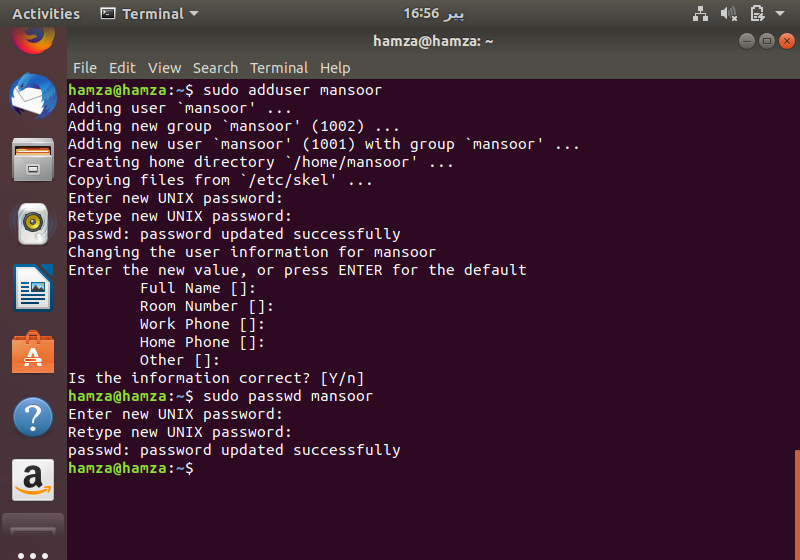 Activities Terminal پیر 16:56
hamza@hamza: ~
File Edit View Search Terminal Help
hamza@hamza:~$ sudo adduser mansoor
Adding user `mansoor' ...
Adding new group `mansoor' (1002) ...
Adding new user `mansoor' (1001) with group `mansoor' ...
Creating home directory `/home/mansoor' ...
Copying files from `/etc/skel' ...
Enter new UNIX password:
Retype new UNIX password:
passwd: password updated successfully
Changing the user information for mansoor
Enter the new value, or press ENTER for the default
Full Name []:
Room Number []:
Work Phone []:
Home Phone []:
Other []:
Is the information correct? [Y/n]
hamza@hamza:~$ sudo passwd mansoor
Enter new UNIX password:
Retype new UNIX password:
passwd: password updated successfully
hamza@hamza:~$